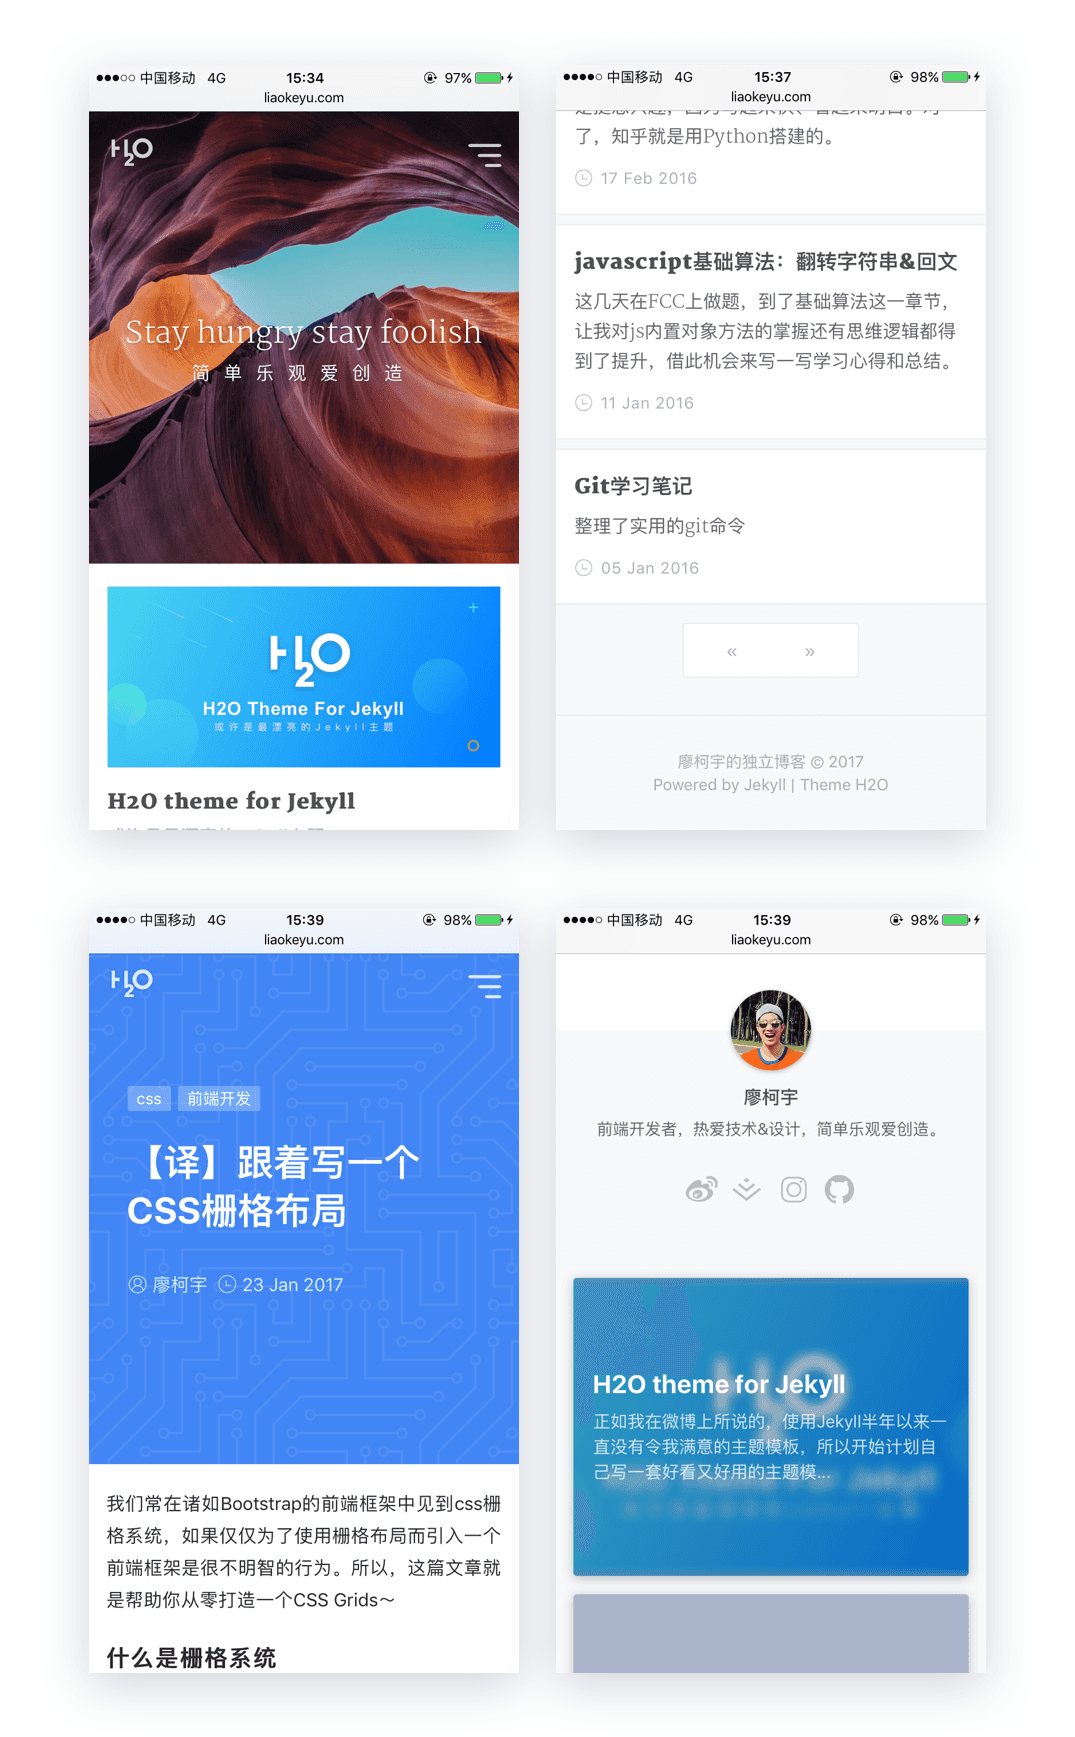 中国移动 4G 15:34 97%
liaokeyu.com
H2O
Stay hungry stay foolish
简单乐观爱创造
H2O
H2O Theme For Jekyll
或许是最漂亮的Jekyll主题
H2O theme for Jekyll
中国移动 4G 15:37 98%
liaokeyu.com
了，知乎就是用Python搭建的。
17 Feb 2016
javascript基础算法：翻转字符串&回文
这几天在FCC上做题，到了基础算法这一章节，
让我对js内置对象方法的掌握还有思维逻辑都得
到了提升，借此机会来写一写学习心得和总结。
11 Jan 2016
Git学习笔记
整理了实用的git命令
05 Jan 2016
« »
廖柯宇的独立博客 © 2017
Powered by Jekyll | Theme H2O
中国移动 4G 15:39 98%
liaokeyu.com
H2O
css 前端开发
【译】跟着写一个
CSS栅格布局
廖柯宇 23 Jan 2017
我们常在诸如Bootstrap的前端框架中见到css栅
格系统，如果仅仅为了使用栅格布局而引入一个
前端框架是很不明智的行为。所以，这篇文章就
是帮助你从零打造一个CSS Grids～
什么是栅格系统
中国移动 4G 15:39 98%
liaokeyu.com
廖柯宇
前端开发者，热爱技术&设计，简单乐观爱创造。
H2O theme for Jekyll
正如我在微博上所说的，使用Jekyll半年以来一
直没有令我满意的主题模板，所以开始计划自
己写一套好看又好用的主题模...